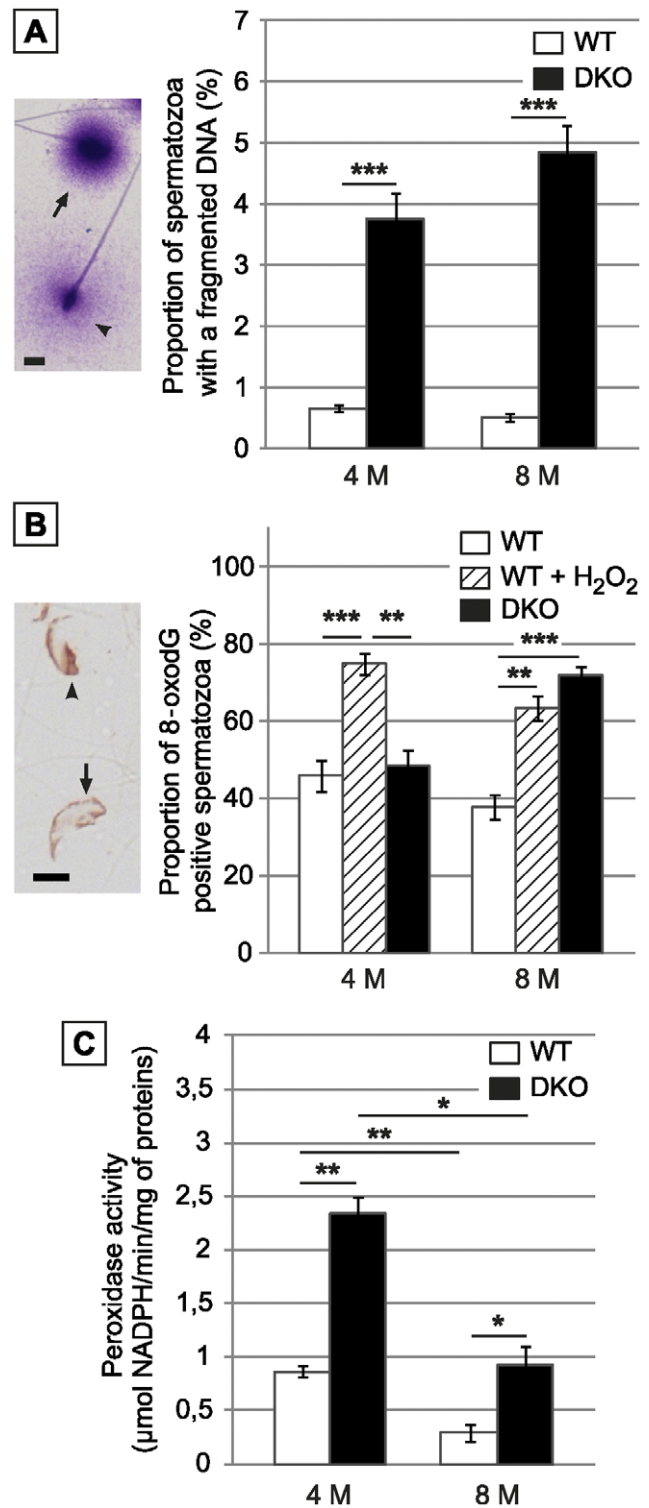 A
Proportion of spermatozoa
with a fragmented DNA (%)
7
6
5
4
3
2
1
0
WT
DKO
***
***
4 M
8 M
B
Proportion of 8-oxodG
positive spermatozoa (%)
100
80
60
40
20
0
WT
WT + H₂O₂
DKO
***
**
***
**
4 M
8 M
C
Peroxidase activity
(µmol NADPH/min/mg of proteins)
4
3,5
3
2,5
2
1,5
1
0,5
0
WT
DKO
*
**
**
*
4 M
8 M